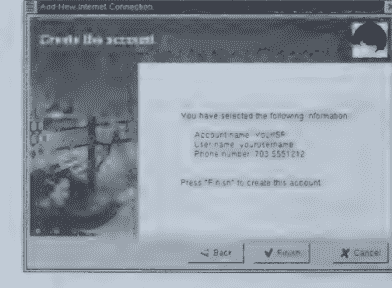 Add New Internet Connection
Create the account
You have selected the following information:
Account name: YourISP
User name: yourusername
Phone number: 703 5551212
Press "Finish" to create this account
Back
Finish
Cancel